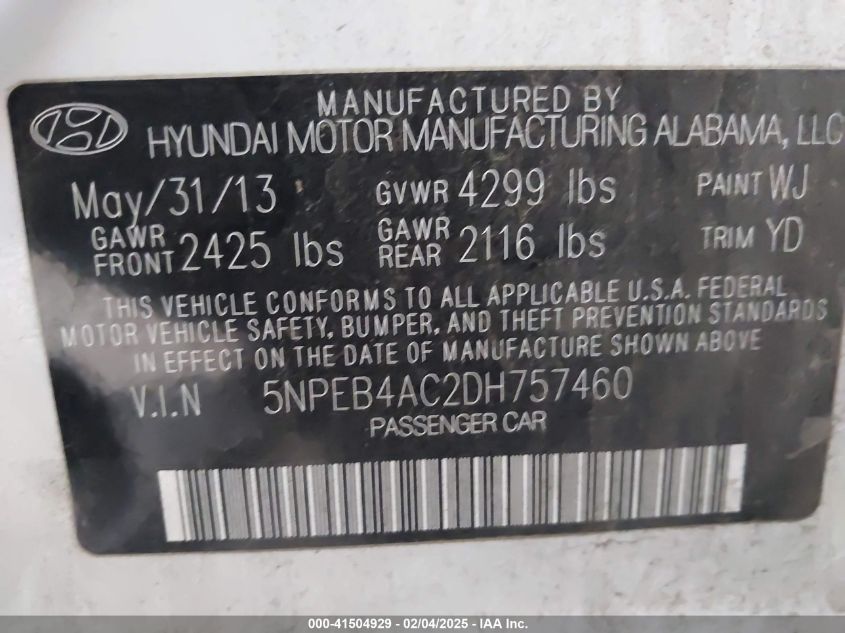 MANUFACTURED BY
HYUNDAI MOTOR MANUFACTURING ALABAMA, LLC
May/31/13 GVWR 4299 lbs PAINT WJ
GAWR FRONT 2425 lbs GAWR REAR 2116 lbs TRIM YD
THIS VEHICLE CONFORMS TO ALL APPLICABLE U.S.A. FEDERAL
MOTOR VEHICLE SAFETY, BUMPER, AND THEFT PREVENTION STANDARDS
IN EFFECT ON THE DATE OF MANUFACTURE SHOWN ABOVE
V.I.N 5NPEB4AC2DH757460
PASSENGER CAR
000-41504929 - 02/04/2025 - IAA Inc.